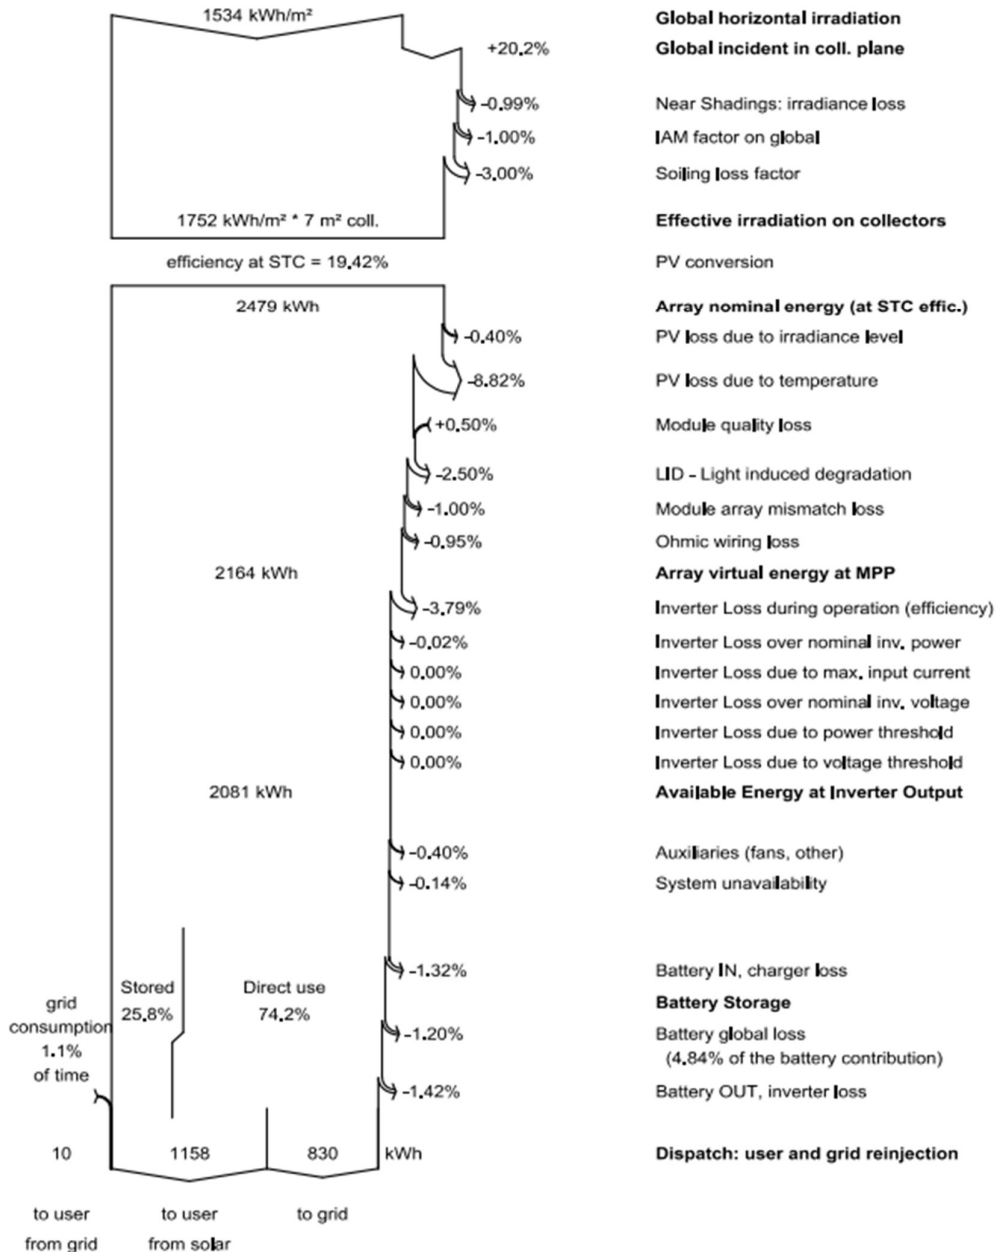 1534 kWh/m² Global horizontal irradiation
+20.2% Global incident in coll. plane
-0.99% Near Shadings: irradiance loss
-1.00% IAM factor on global
-3.00% Soiling loss factor
1752 kWh/m² * 7 m² coll. Effective irradiation on collectors
efficiency at STC = 19.42% PV conversion
2479 kWh Array nominal energy (at STC effic.)
-0.40% PV loss due to irradiance level
-8.82% PV loss due to temperature
+0.50% Module quality loss
-2.50% LID - Light induced degradation
-1.00% Module array mismatch loss
-0.95% Ohmic wiring loss
2164 kWh Array virtual energy at MPP
-3.79% Inverter Loss during operation (efficiency)
-0.02% Inverter Loss over nominal inv. power
0.00% Inverter Loss due to max. input current
0.00% Inverter Loss over nominal inv. voltage
0.00% Inverter Loss due to power threshold
0.00% Inverter Loss due to voltage threshold
2081 kWh Available Energy at Inverter Output
-0.40% Auxiliaries (fans, other)
-0.14% System unavailability
-1.32% Battery IN, charger loss
Stored Direct use
grid Battery Storage
25.8% 74.2%
consumption -1.20% Battery global loss
1.1% (4.84% of the battery contribution)
of time
-1.42% Battery OUT, inverter loss
10 1158 830 kWh Dispatch: user and grid reinjection
to user to user to grid
from grid from solar